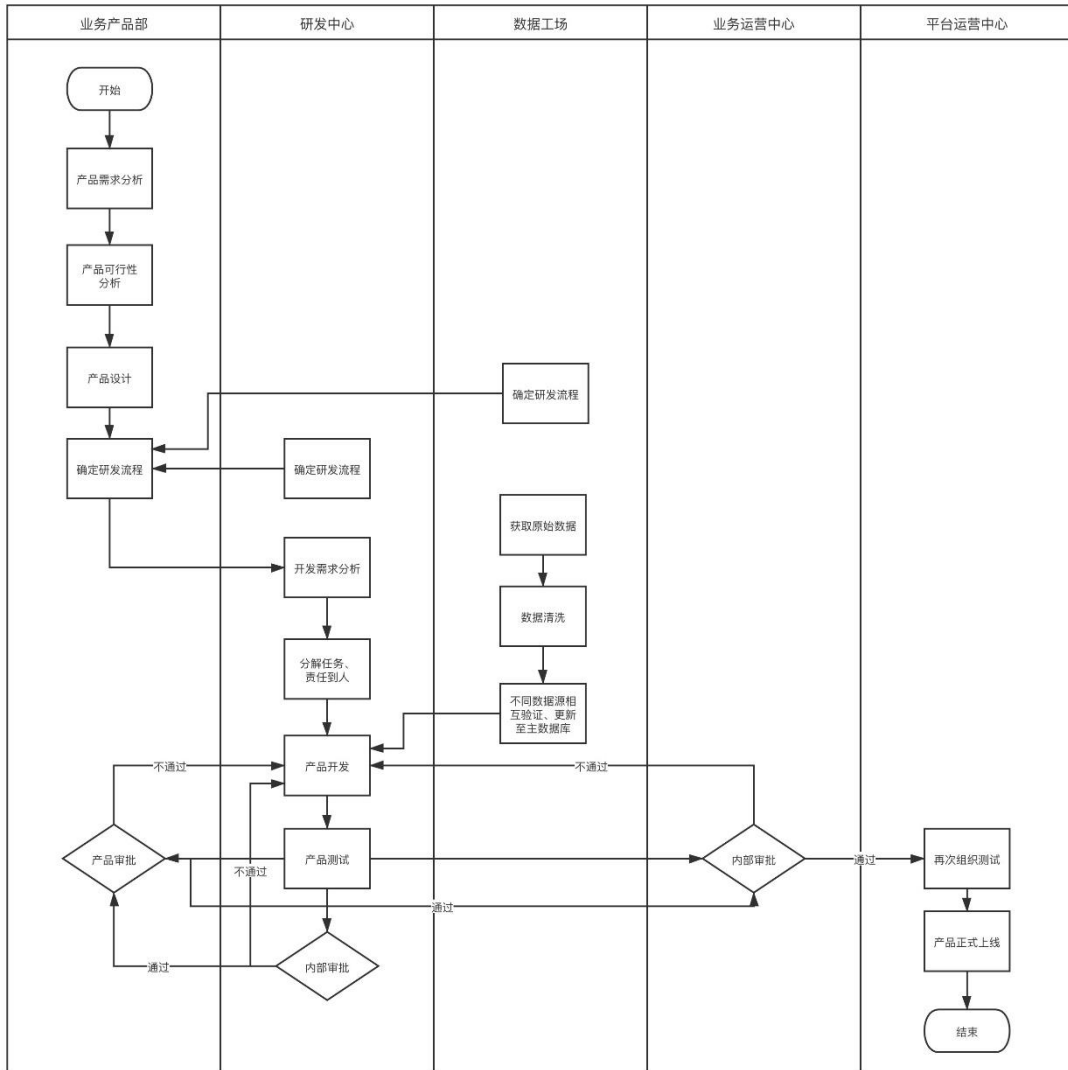 业务产品部
研发中心
数据工场
业务运营中心
平台运营中心
开始
产品需求分析
产品可行性
分析
产品设计
确定研发流程
确定研发流程
确定研发流程
获取原始数据
开发需求分析
数据清洗
分解任务、
责任到人
不同数据源相
互验证、更新
至主数据库
不通过
产品开发
不通过
产品审批
不通过
产品测试
内部审批
通过
再次组织测试
通过
产品正式上线
通过
内部审批
结束